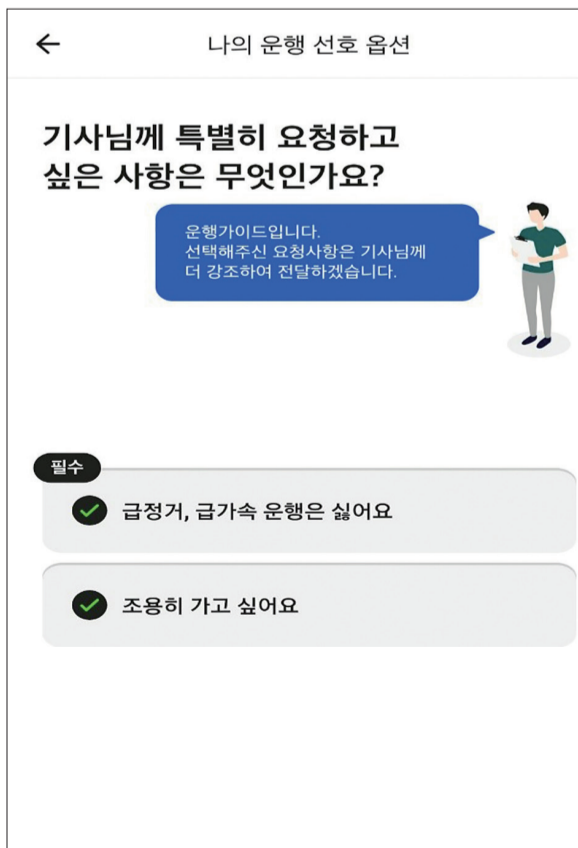 나의 운행 선호 옵션
기사님께 특별히 요청하고
싶은 사항은 무엇인가요?
운행가이드입니다.
선택해주신 요청사항은 기사님께
더 강조하여 전달하겠습니다.
필수
급정거, 급가속 운행은 싫어요
조용히 가고 싶어요